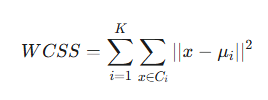 WCSS = \sum_{i=1}^{K} \sum_{x \in C_i} ||x - \mu_i||^2